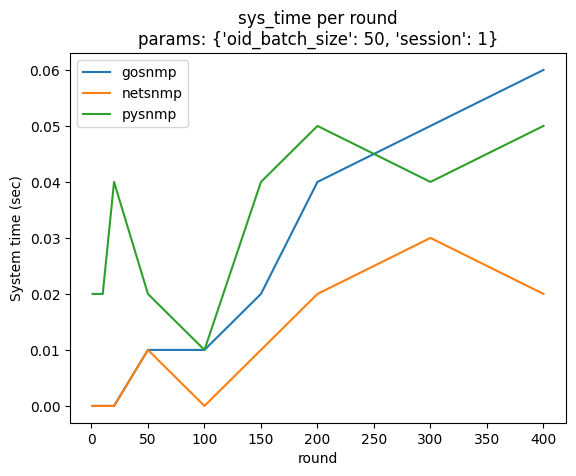 sys_time per round
params: {'oid_batch_size': 50, 'session': 1}
gosnmp
netsnmp
pysnmp
System time (sec)
0.06
0.05
0.04
0.03
0.02
0.01
0.00
0 50 100 150 200 250 300 350 400
round